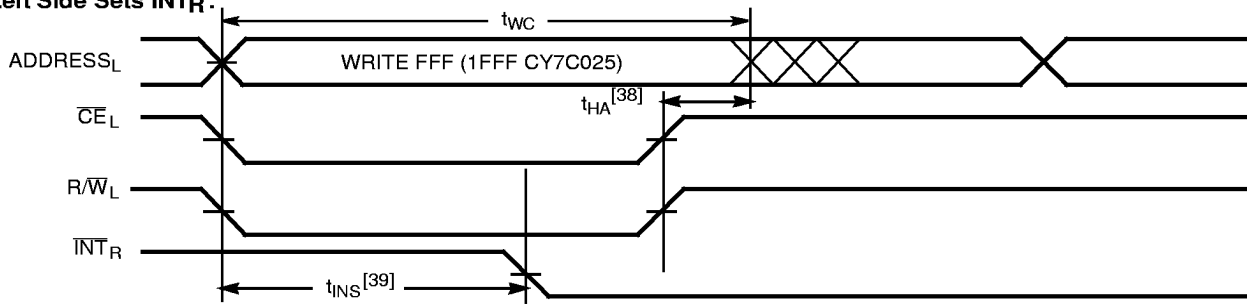 Left Side Sets INTR:
tWC
ADDRESSL
WRITE FFF (1FFF CY7C025)
tHA[38]
CEL
R/WL
INTR
tINS[39]